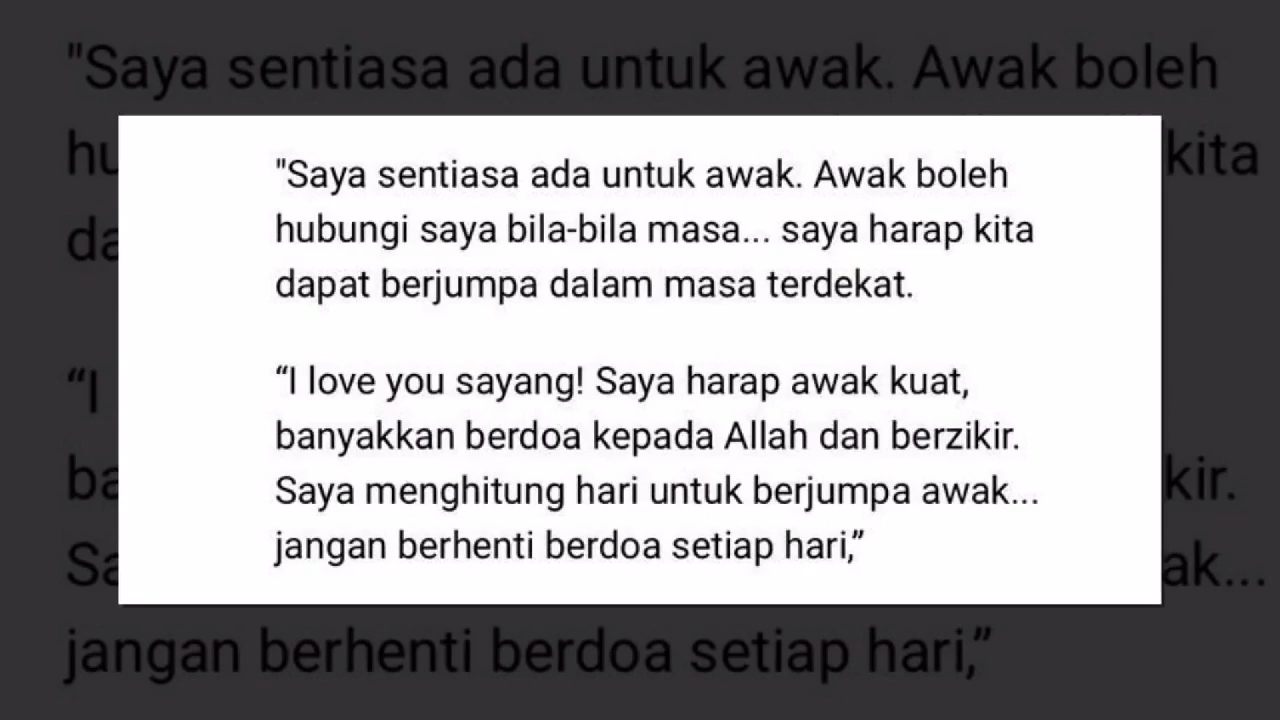 "Saya sentiasa ada untuk awak. Awak boleh
hubungi saya bila-bila masa... saya harap kita
dapat berjumpa dalam masa terdekat.
“I love you sayang! Saya harap awak kuat,
banyakkan berdoa kepada Allah dan berzikir.
Saya menghitung hari untuk berjumpa awak...
jangan berhenti berdoa setiap hari,”